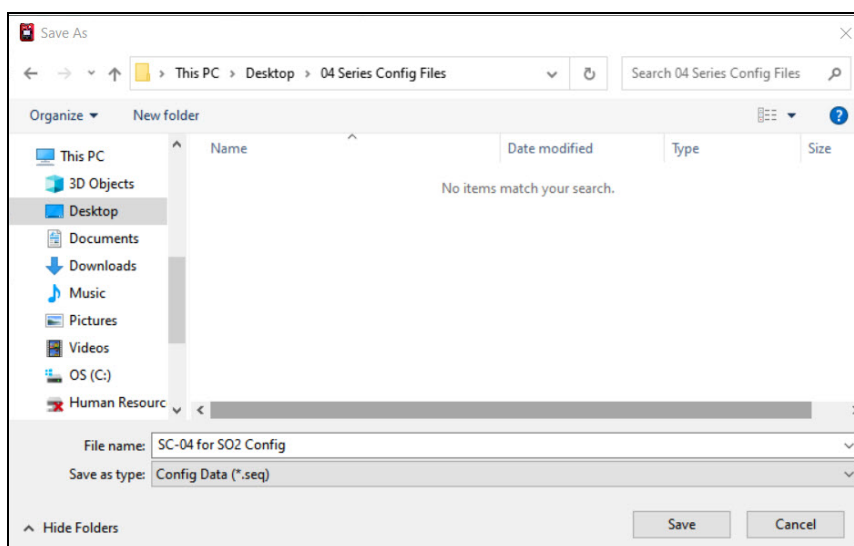 Save As
This PC > Desktop > 04 Series Config Files
Search 04 Series Config Files
Organize
New folder
Name
Date modified
Type
Size
This PC
3D Objects
Desktop
Documents
Downloads
Music
Pictures
Videos
OS (C:)
Human Resourc
No items match your search.
File name: SC-04 for SO2 Config
Save as type: Config Data (*.seq)
Hide Folders
Save
Cancel